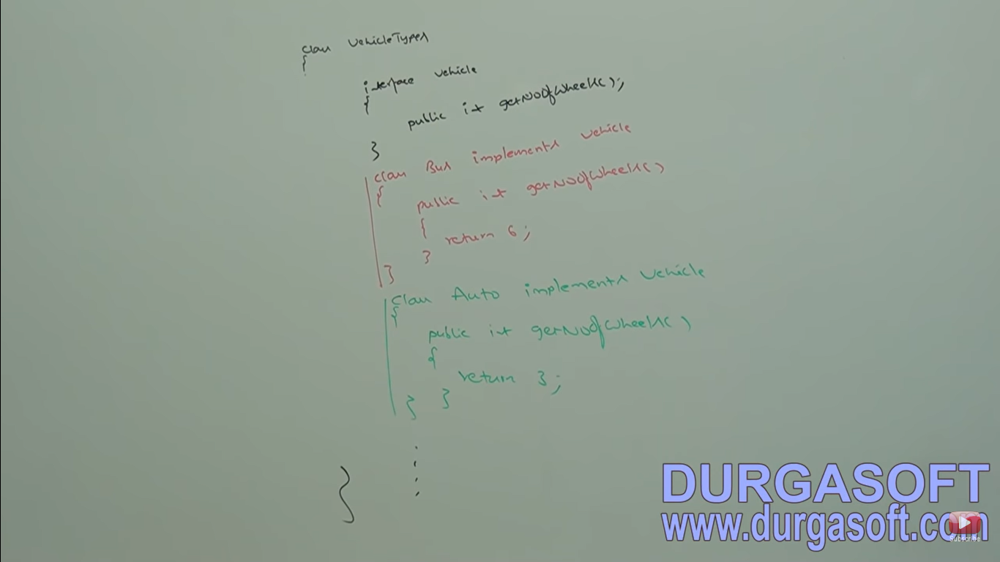 class VehicleTypes
{
interface Vehicle
{
public int getNoOfWheels();
}
class Bus implements Vehicle
{
public int getNoOfWheels()
{
return 6;
}
}
class Auto implements Vehicle
{
public int getNoOfWheels()
{
return 3;
} }
}
DURGASOFT
www.durgasoft.com
Subscribe